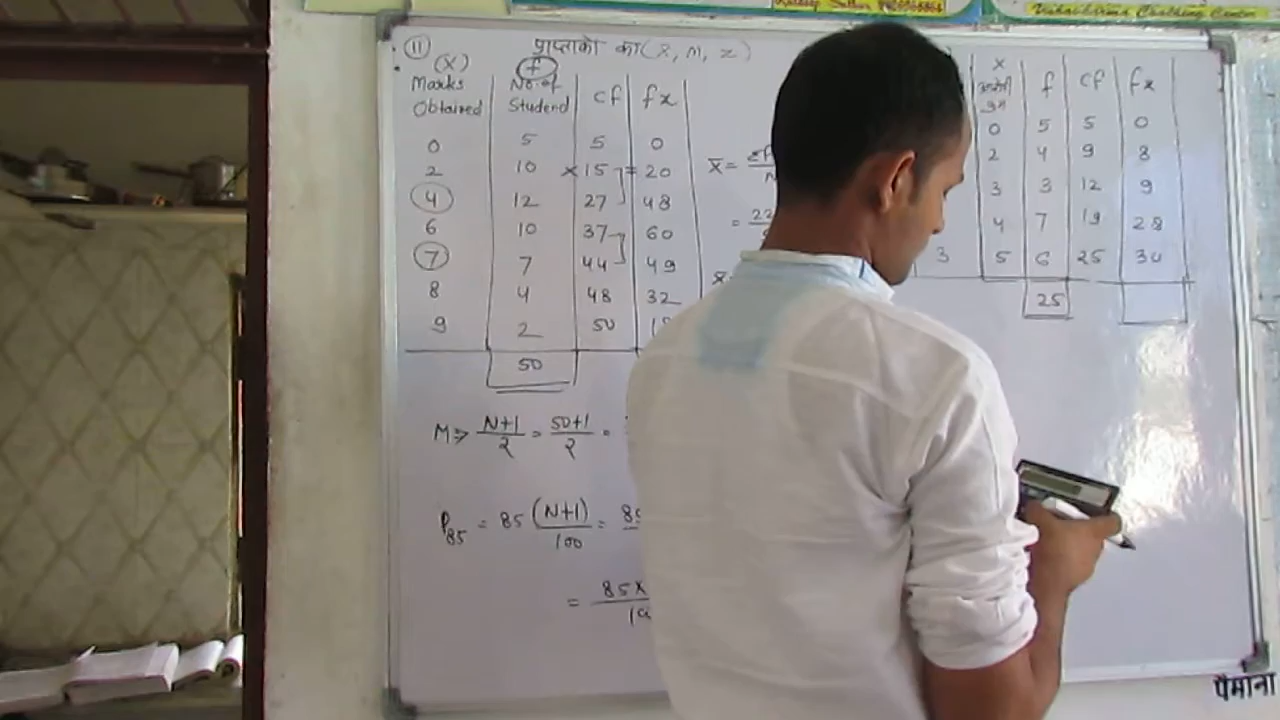 (11) प्राप्तांको का (x̄, M, Z)
(X) f
Marks Obtained | No. of Student | cf | fx
0 5 5 0
2 10 × 15 = 20
4 12 27 48
6 10 37 60
7 7 44 49
8 4 48 32
9 2 50
50
x̄ =
=
M ⇒ N+1/2 = 50+1/2 =
P85 = 85 (N+1)/100 =
= 85×
x | f | cf | fx
0 5 5 0
2 4 9 8
3 3 12 9
4 7 19 28
3 5 6 25 30
25
पैमाना